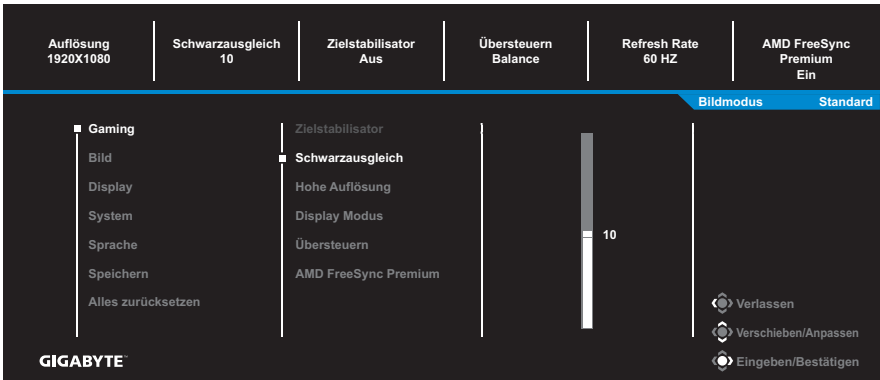 Auflösung
1920X1080
Schwarzausgleich
10
Zielstabilisator
Aus
Übersteuern
Balance
Refresh Rate
60 HZ
AMD FreeSync
Premium
Ein
Bildmodus Standard
Gaming
Bild
Display
System
Sprache
Speichern
Alles zurücksetzen
Zielstabilisator
Schwarzausgleich
Hohe Auflösung
Display Modus
Übersteuern
AMD FreeSync Premium
10
Verlassen
Verschieben/Anpassen
Eingeben/Bestätigen
GIGABYTE™